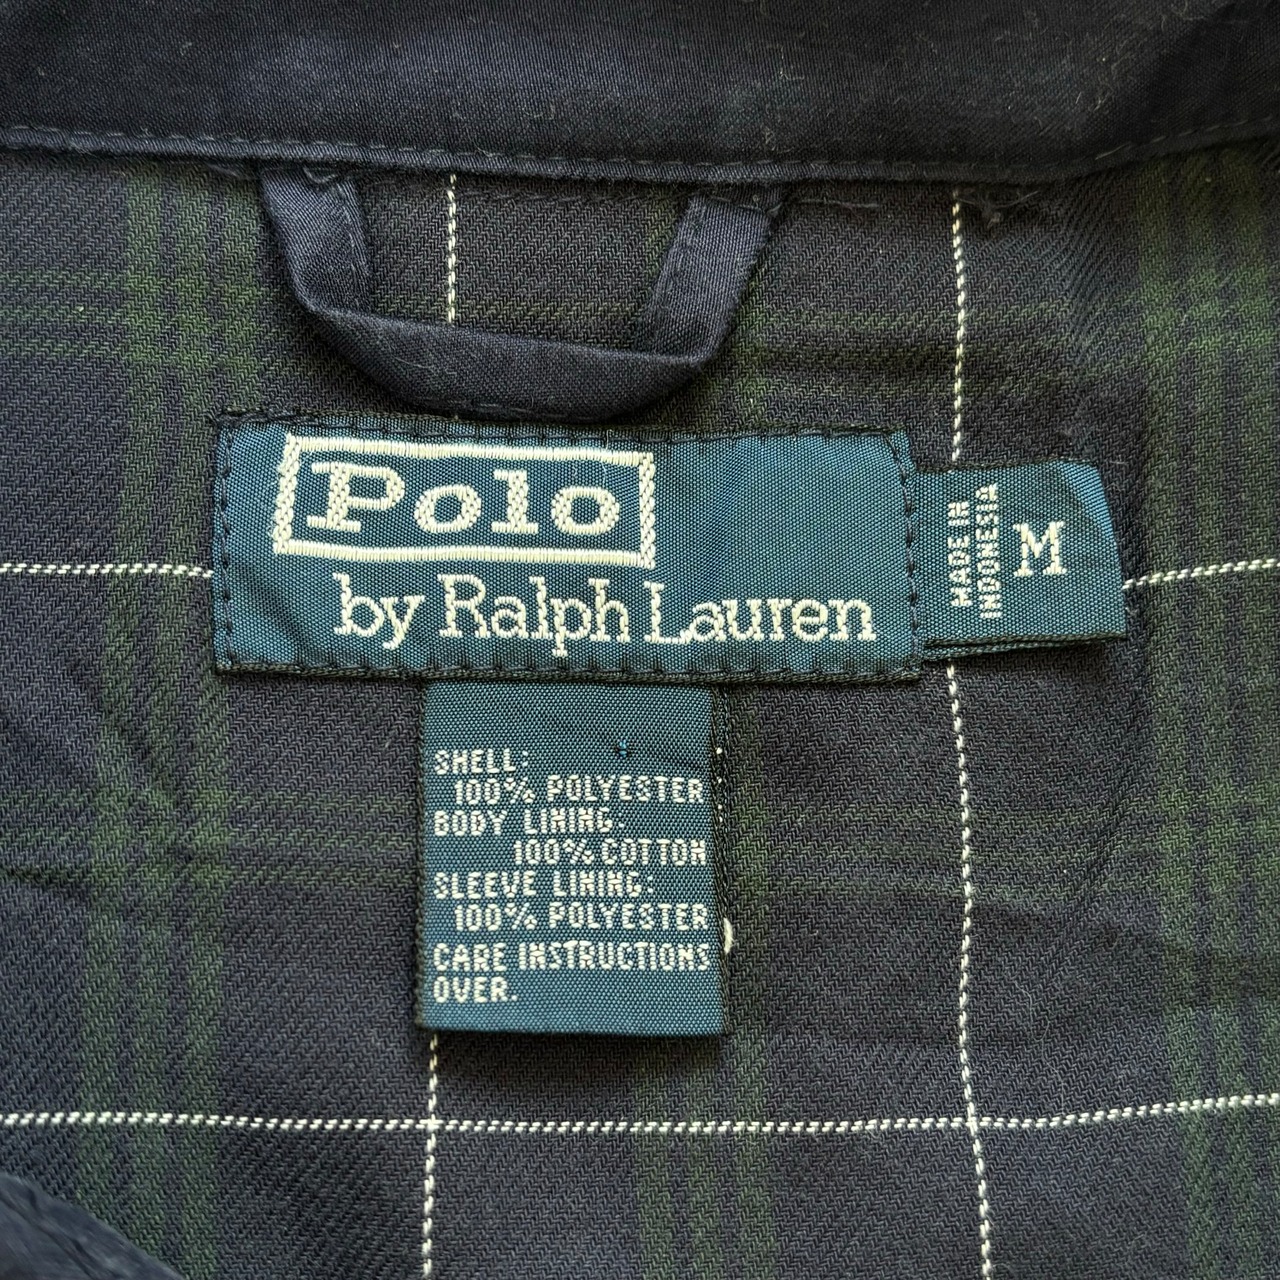 Polo
by Ralph Lauren
MADE IN
INDONESIA
M
SHELL:
100% POLYESTER
BODY LINING:
100% COTTON
SLEEVE LINING:
100% POLYESTER
CARE INSTRUCTIONS
OVER.